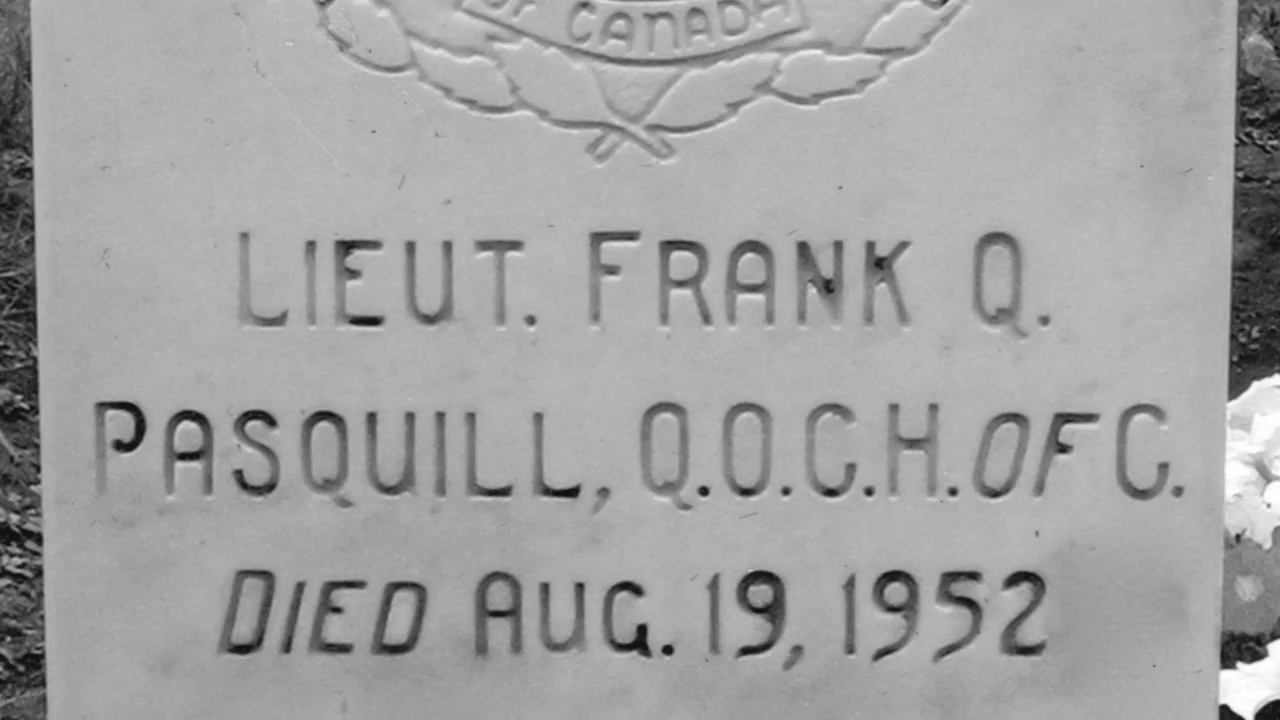 OF CANADA
LIEUT. FRANK Q.
PASQUILL, Q.O.C.H. OF C.
DIED AUG. 19, 1952